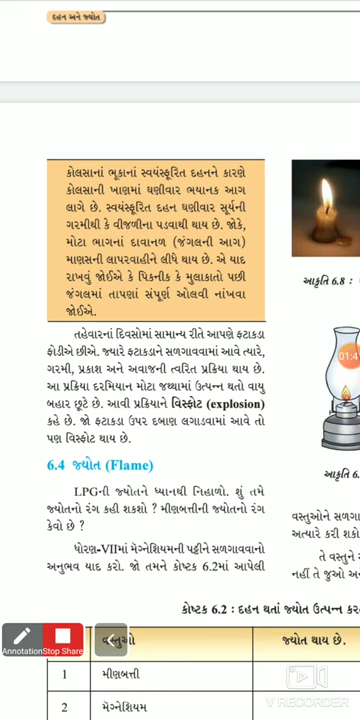 દહન અને જ્યોત
કોલસાનાં ભૂકાનાં સ્વયંસ્ફૂરિત દહનને કારણે
કોલસાની ખાણમાં ઘણીવાર ભયાનક આગ
લાગે છે. સ્વયંસ્ફૂરિત દહન ઘણીવાર સૂર્યની
ગરમીથી કે વીજળીના પડવાથી થાય છે. જોકે,
મોટા ભાગનાં દાવાનળ (જંગલની આગ)
માણસની લાપરવાહીને લીધે થાય છે. એ યાદ
રાખવું જોઈએ કે પિકનીક કે મુલાકાતો પછી
જંગલમાં તાપણાં સંપૂર્ણ ઓલવી નાંખવા
જોઈએ.
આકૃતિ 6.8 :
તહેવારનાં દિવસોમાં સામાન્ય રીતે આપણે ફટાકડા
ફોડીએ છીએ. જ્યારે ફટાકડાને સળગાવવામાં આવે ત્યારે,
ગરમી, પ્રકાશ અને અવાજની ત્વરિત પ્રક્રિયા થાય છે.
આ પ્રક્રિયા દરમિયાન મોટા જથ્થામાં ઉત્પન્ન થતો વાયુ
બહાર છૂટે છે. આવી પ્રક્રિયાને વિસ્ફોટ (explosion)
કહે છે. જો ફટાકડા ઉપર દબાણ લગાડવામાં આવે તો
પણ વિસ્ફોટ થાય છે.
01:4
6.4 જ્યોત (Flame)
આકૃતિ 6.
LPGની જ્યોતને ધ્યાનથી નિહાળો. શું તમે
જ્યોતનો રંગ કહી શકશો ? મીણબત્તીની જ્યોતનો રંગ
કેવો છે ?
ધોરણ-VIIમાં મૅગ્નેશિયમની પટ્ટીને સળગાવવાનો
અનુભવ યાદ કરો. જો તમને કોષ્ટક 6.2માં આપેલી
વસ્તુઓને સળગા
અત્યારે કરી શકો
તે વસ્તુને
નહીં તે જુઓ અ
કોષ્ટક 6.2 : દહન થતાં જ્યોત ઉત્પન્ન કર
વસ્તુઓ
જ્યોત થાય છે.
1 મીણબત્તી
2 મૅગ્નેશિયમ
Annotation
Stop Share
V RECORDER